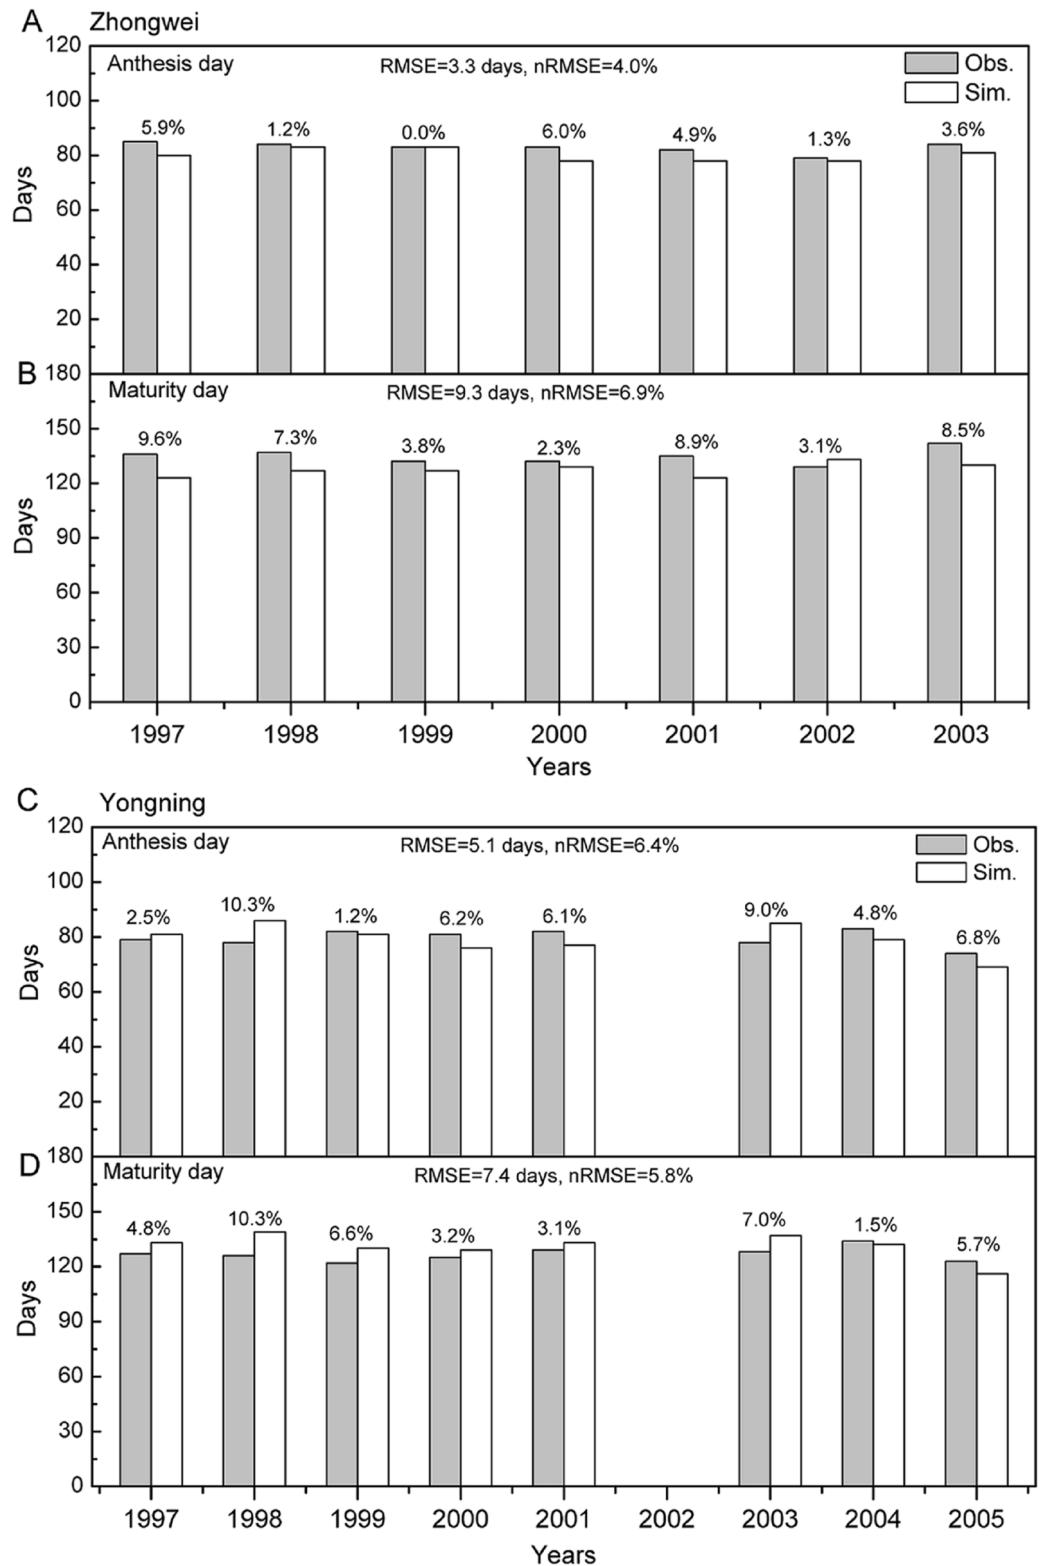 A Zhongwei
120
Anthesis day RMSE=3.3 days, nRMSE=4.0% Obs.
Sim.
100
5.9% 1.2% 0.0% 6.0% 4.9% 1.3% 3.6%
80
Days
60
40
20
B 180
Maturity day RMSE=9.3 days, nRMSE=6.9%
150
9.6% 7.3% 3.8% 2.3% 8.9% 3.1% 8.5%
120
Days
90
60
30
0
1997 1998 1999 2000 2001 2002 2003
Years
C Yongning
120
Anthesis day RMSE=5.1 days, nRMSE=6.4% Obs.
Sim.
100
2.5% 10.3% 1.2% 6.2% 6.1% 9.0% 4.8% 6.8%
80
Days
60
40
20
D 180
Maturity day RMSE=7.4 days, nRMSE=5.8%
150
4.8% 10.3% 6.6% 3.2% 3.1% 7.0% 1.5% 5.7%
120
Days
90
60
30
0
1997 1998 1999 2000 2001 2002 2003 2004 2005
Years